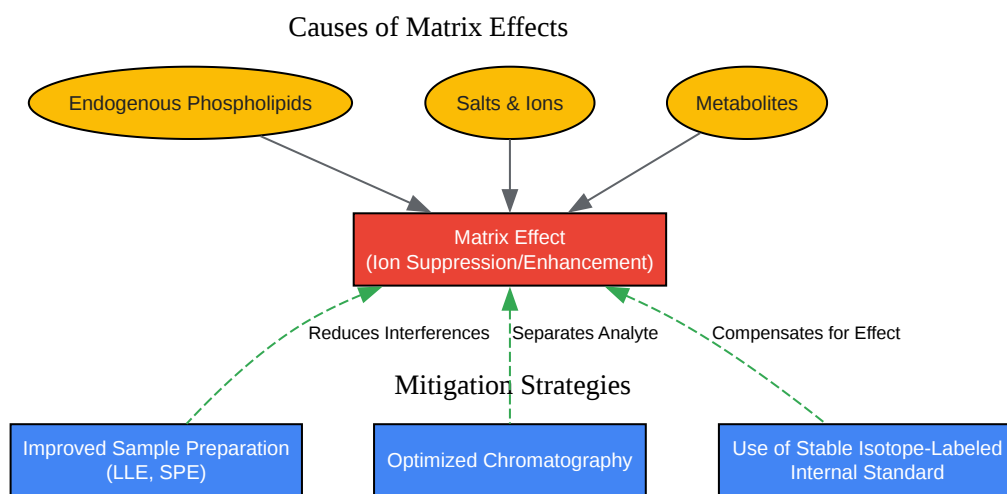 Causes of Matrix Effects
Endogenous Phospholipids
Salts & Ions
Metabolites
Matrix Effect
(Ion Suppression/Enhancement)
Reduces Interferences
Separates Analyte
Compensates for Effect
Mitigation Strategies
Improved Sample Preparation
(LLE, SPE)
Optimized Chromatography
Use of Stable Isotope-Labeled
Internal Standard